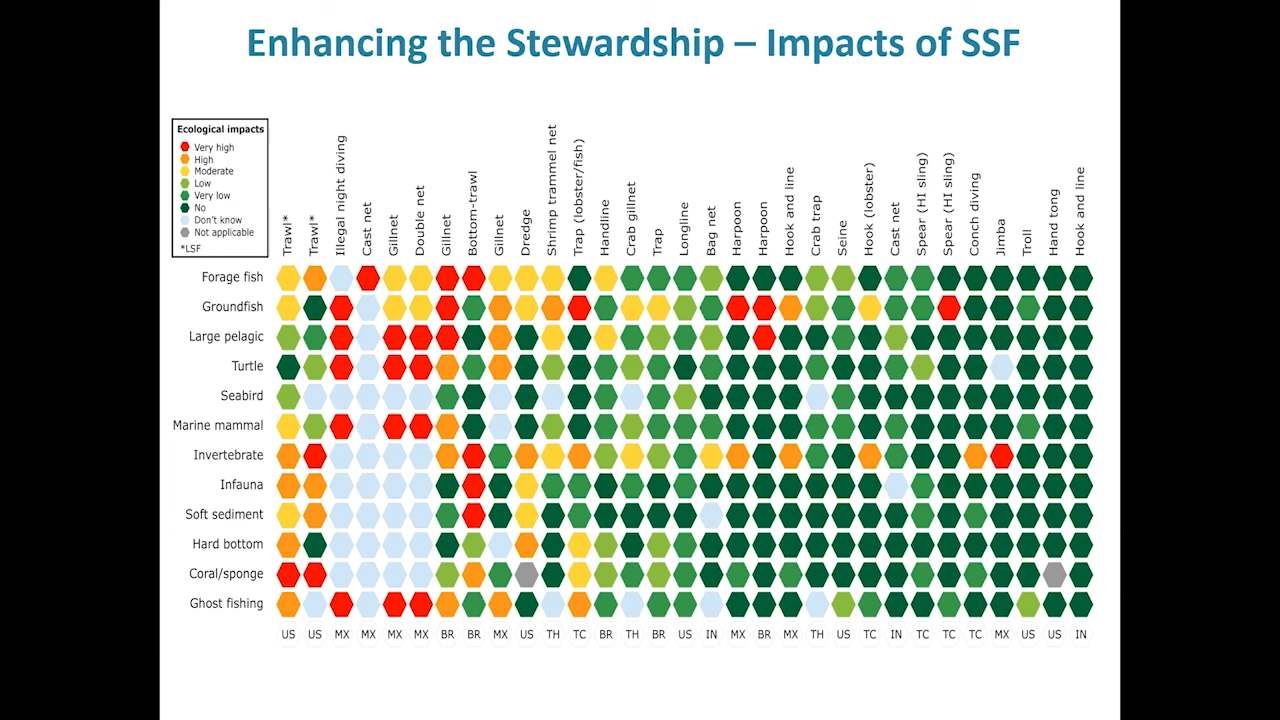 Enhancing the Stewardship – Impacts of SSF
Ecological impacts
Very high
High
Moderate
Low
Very low
No
Don't know
Not applicable
*LSF
Trawl*
Trawl*
Illegal night diving
Cast net
Gillnet
Double net
Gillnet
Bottom-trawl
Gillnet
Dredge
Shrimp trammel net
Trap (lobster/fish)
Handline
Crab gillnet
Trap
Longline
Bag net
Harpoon
Harpoon
Hook and line
Crab trap
Seine
Hook (lobster)
Cast net
Spear (HI sling)
Spear (HI sling)
Conch diving
Jimba
Troll
Hand tong
Hook and line
Forage fish
Groundfish
Large pelagic
Turtle
Seabird
Marine mammal
Invertebrate
Infauna
Soft sediment
Hard bottom
Coral/sponge
Ghost fishing
US US MX MX MX MX BR BR MX US TH TC BR TH BR US IN MX BR MX TH US TC IN TC TC TC MX US US IN